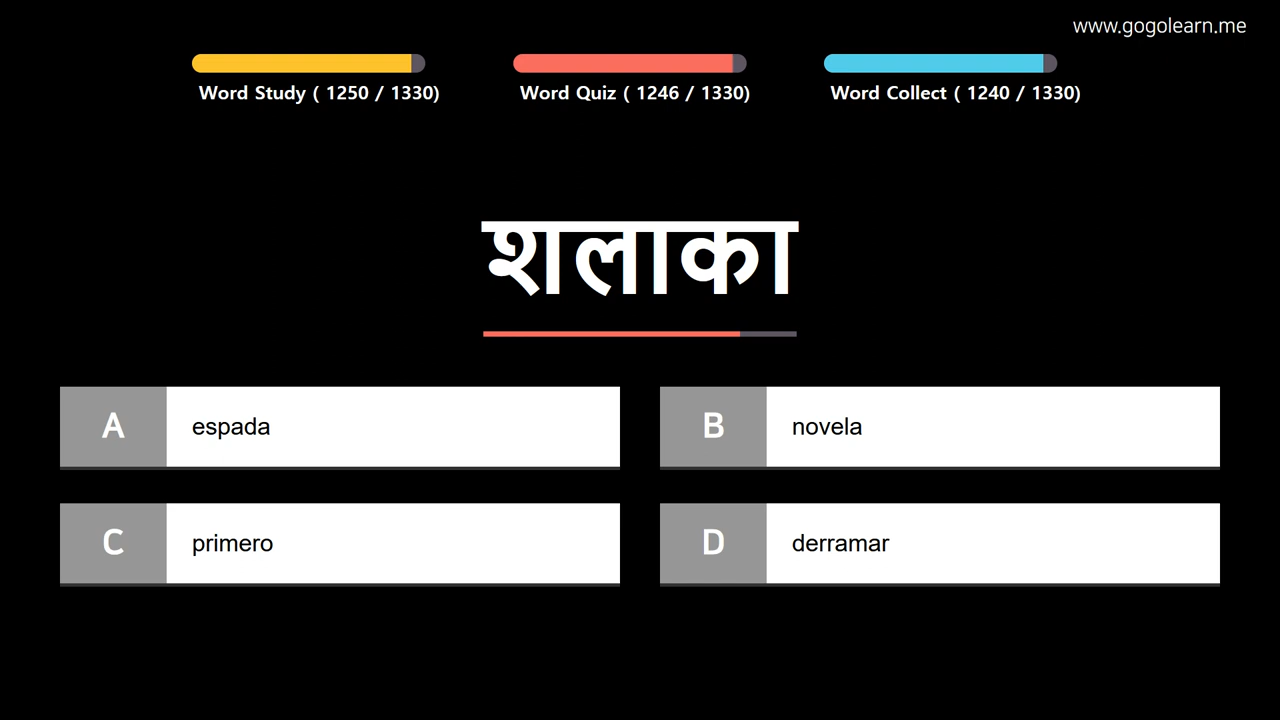 www.gogolearn.me
Word Study ( 1250 / 1330)
Word Quiz ( 1246 / 1330)
Word Collect ( 1240 / 1330)
शलाका
A espada
B novela
C primero
D derramar